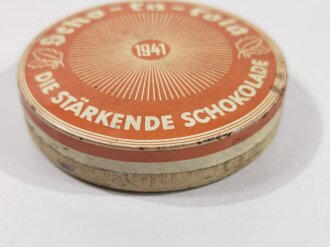 Scho-ka-kola
1941
DIE STÄRKENDE SCHOKOLADE